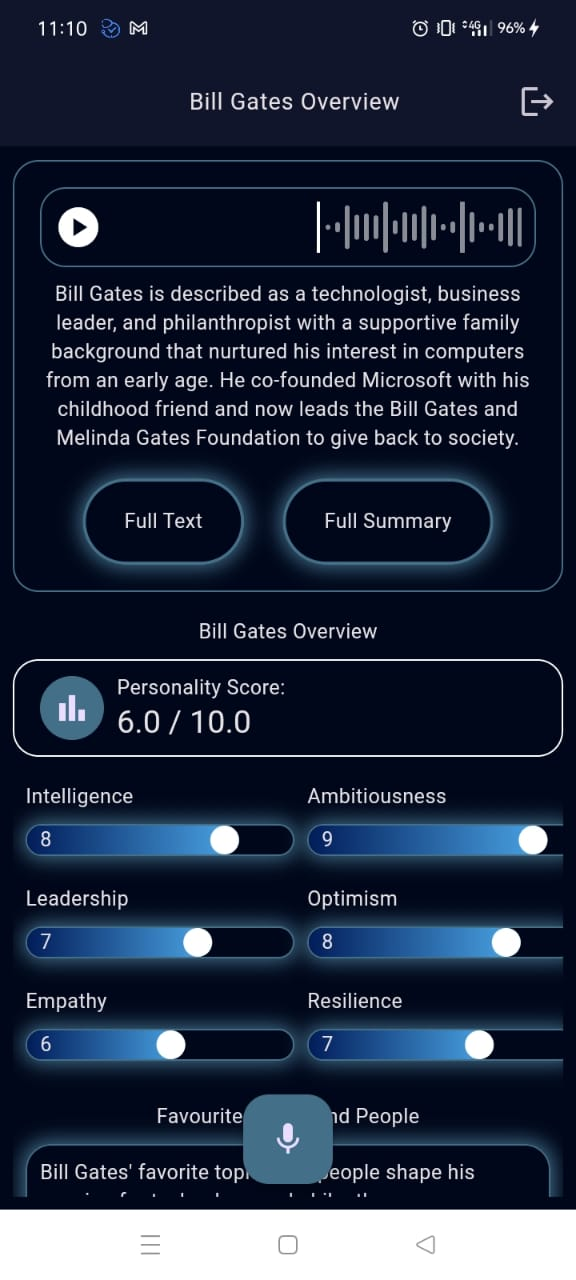 11:10
4G 96%
Bill Gates Overview
Bill Gates is described as a technologist, business
leader, and philanthropist with a supportive family
background that nurtured his interest in computers
from an early age. He co-founded Microsoft with his
childhood friend and now leads the Bill Gates and
Melinda Gates Foundation to give back to society.
Full Text Full Summary
Bill Gates Overview
Personality Score:
6.0 / 10.0
Intelligence Ambitiousness
8 9
Leadership Optimism
7 8
Empathy Resilience
6 7
Favourite People
Bill Gates' favorite people shape his